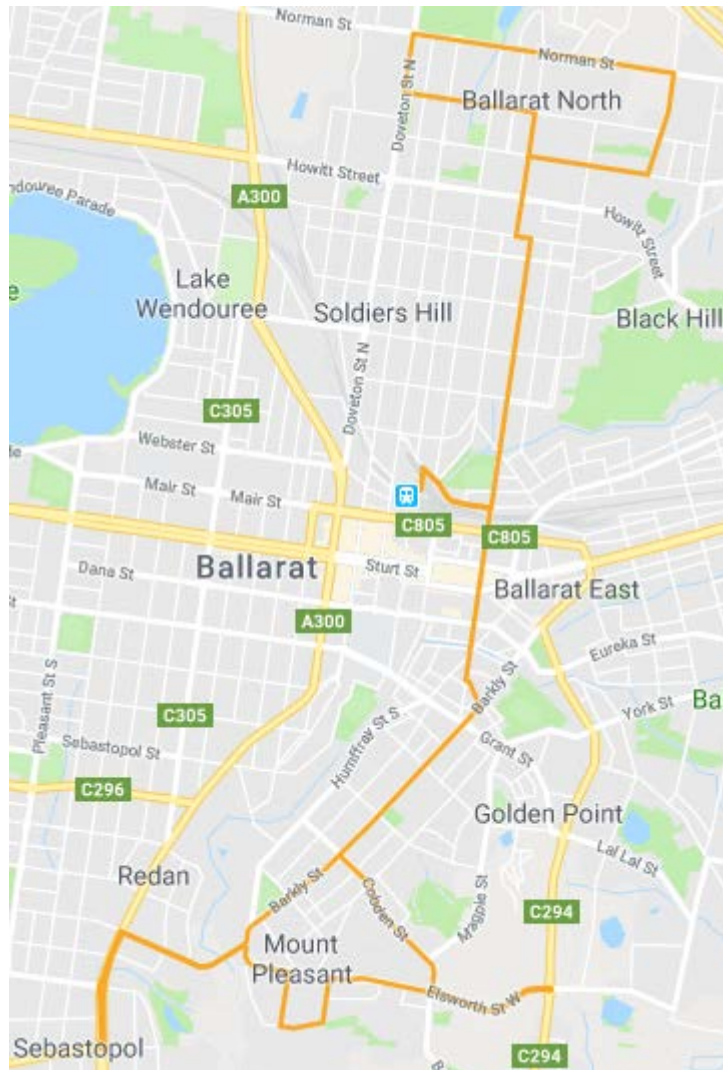 Norman St
Norman St
Ballarat North
Doveton St N
Howitt Street
A300
Howitt Street
Lake
Wendouree
Soldiers Hill
Black Hill
C305
Doveton St N
Webster St
Mair St
Mair St
C805
C805
Ballarat
Sturt St
Dana St
Ballarat East
A300
Eureka St
Barkly St
Ba
Pleasant St S
C305
York St
Humffray St S
Grant St
Sebastopol St
C296
Golden Point
Lal Lal St
Redan
Barkly St
Cobden St
Magpie St
C294
Mount
Pleasant
Elsworth St W
Sebastopol
C294